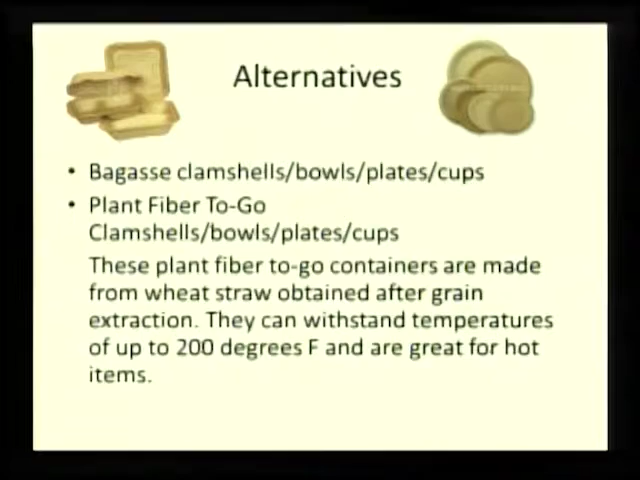 Alternatives
• Bagasse clamshells/bowls/plates/cups
• Plant Fiber To-Go
Clamshells/bowls/plates/cups
These plant fiber to-go containers are made
from wheat straw obtained after grain
extraction. They can withstand temperatures
of up to 200 degrees F and are great for hot
items.